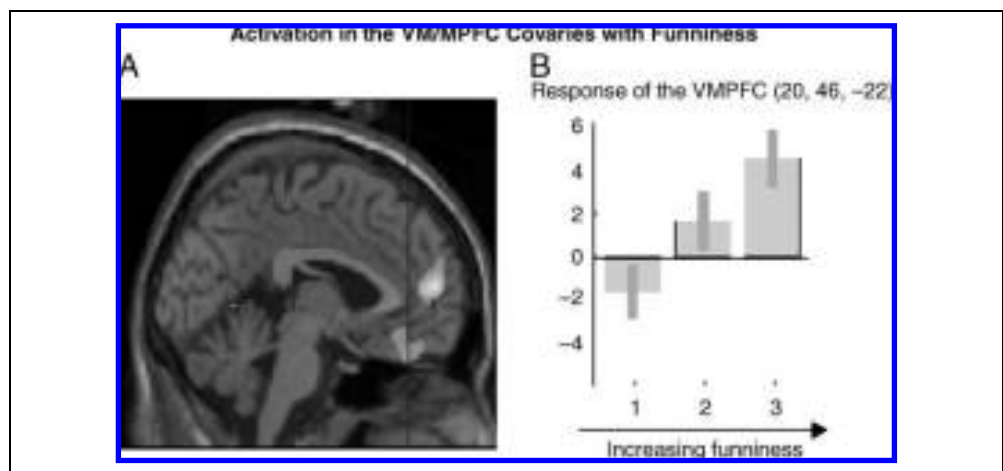 Activation in the VM/MPFC Covaries with Funniness
A
B
Response of the VMPFC (20, 46, −22)
6
4
2
0
−2
−4
1
2
3
Increasing funniness